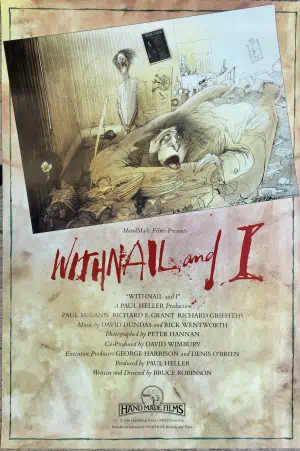 HandMade Films Presents
WITHNAIL and I
"WITHNAIL and I"
A PAUL HELLER Production
PAUL McGANN RICHARD E. GRANT RICHARD GRIFFITHS
Music by DAVID DUNDAS and RICK WENTWORTH
Photographed by PETER HANNAN
Co-Produced by DAVID WIMBURY
Executive Producers GEORGE HARRISON and DENIS O'BRIEN
Produced by PAUL HELLER
Written and Directed by BRUCE ROBINSON
HAND MADE FILMS